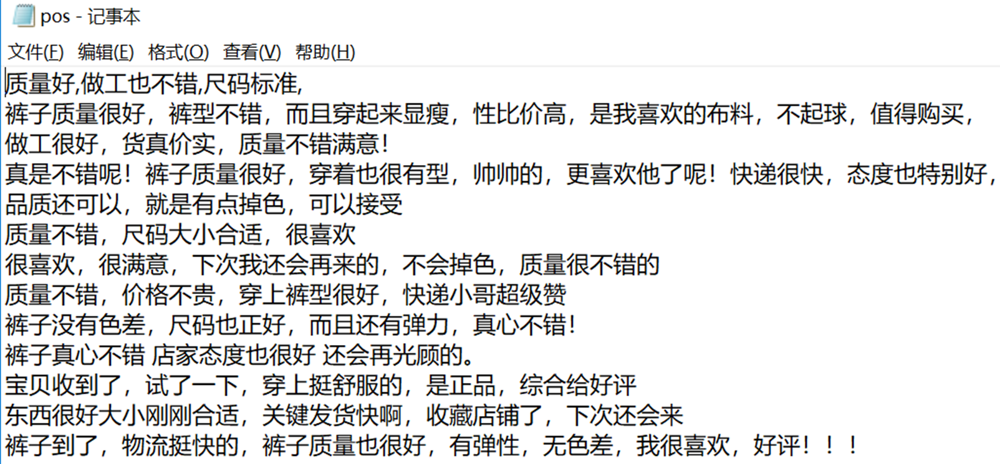 pos - 记事本
文件(F) 编辑(E) 格式(O) 查看(V) 帮助(H)
质量好,做工也不错,尺码标准,
裤子质量很好，裤型不错，而且穿起来显瘦，性比价高，是我喜欢的布料，不起球，值得购买，
做工很好，货真价实，质量不错满意！
真是不错呢！裤子质量很好，穿着也很有型，帅帅的，更喜欢他了呢！快递很快，态度也特别好，
品质还可以，就是有点掉色，可以接受
质量不错，尺码大小合适，很喜欢
很喜欢，很满意，下次我还会再来的，不会掉色，质量很不错的
质量不错，价格不贵，穿上裤型很好，快递小哥超级赞
裤子没有色差，尺码也正好，而且还有弹力，真心不错！
裤子真心不错 店家态度也很好 还会再光顾的。
宝贝收到了，试了一下，穿上挺舒服的，是正品，综合给好评
东西很好大小刚刚合适，关键发货快啊，收藏店铺了，下次还会来
裤子到了，物流挺快的，裤子质量也很好，有弹性，无色差，我很喜欢，好评！！！